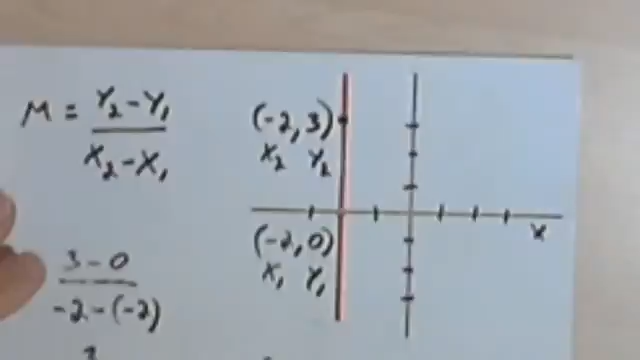 M = Y₂ - Y₁
X₂ - X₁
(-2, 3)
X₂ Y₂
(-2, 0)
X₁ Y₁
X
3 - 0
-2 - (-2)